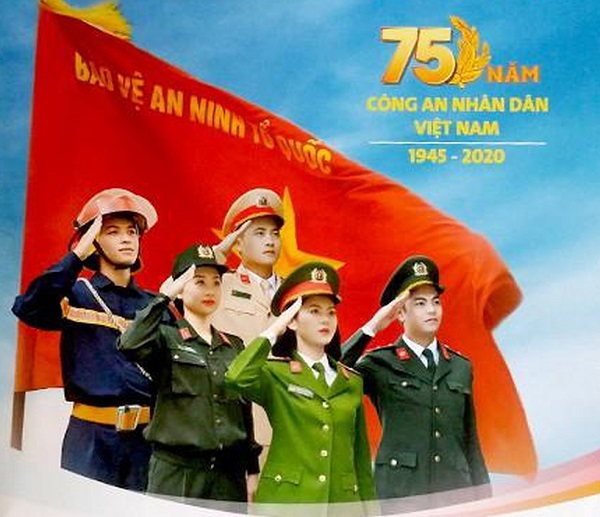 BẢO VỆ AN NINH TỔ QUỐC
75 NĂM
CÔNG AN NHÂN DÂN
VIỆT NAM
1945 - 2020